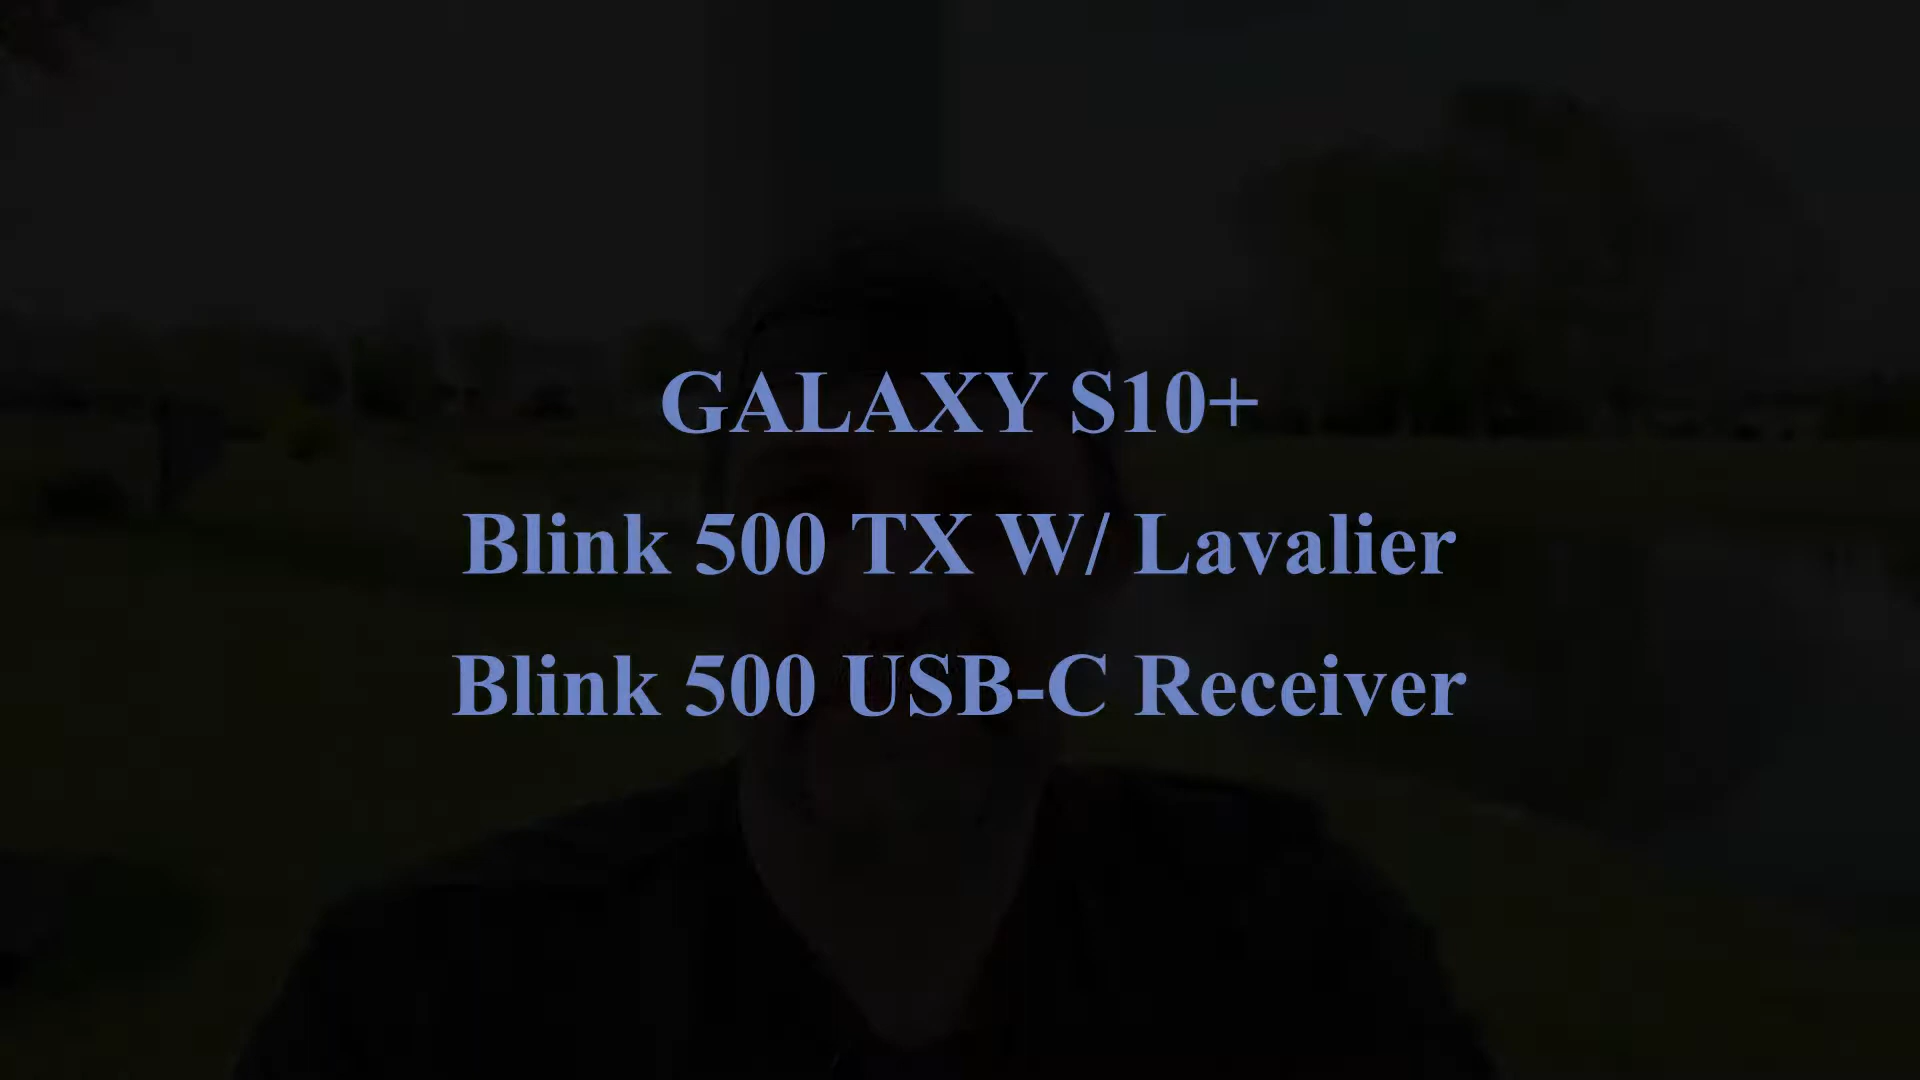 GALAXY S10+
Blink 500 TX W/ Lavalier
Blink 500 USB-C Receiver